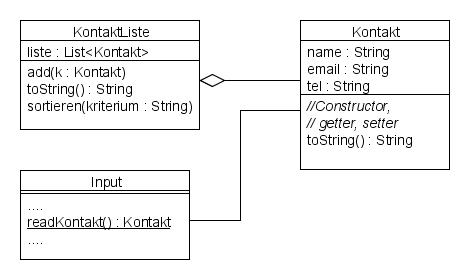 KontaktListe
liste : List<Kontakt>
add(k : Kontakt)
toString() : String
sortieren(kriterium : String)
Kontakt
name : String
email : String
tel : String
//Constructor,
// getter, setter
toString() : String
Input
....
readKontakt() : Kontakt
....